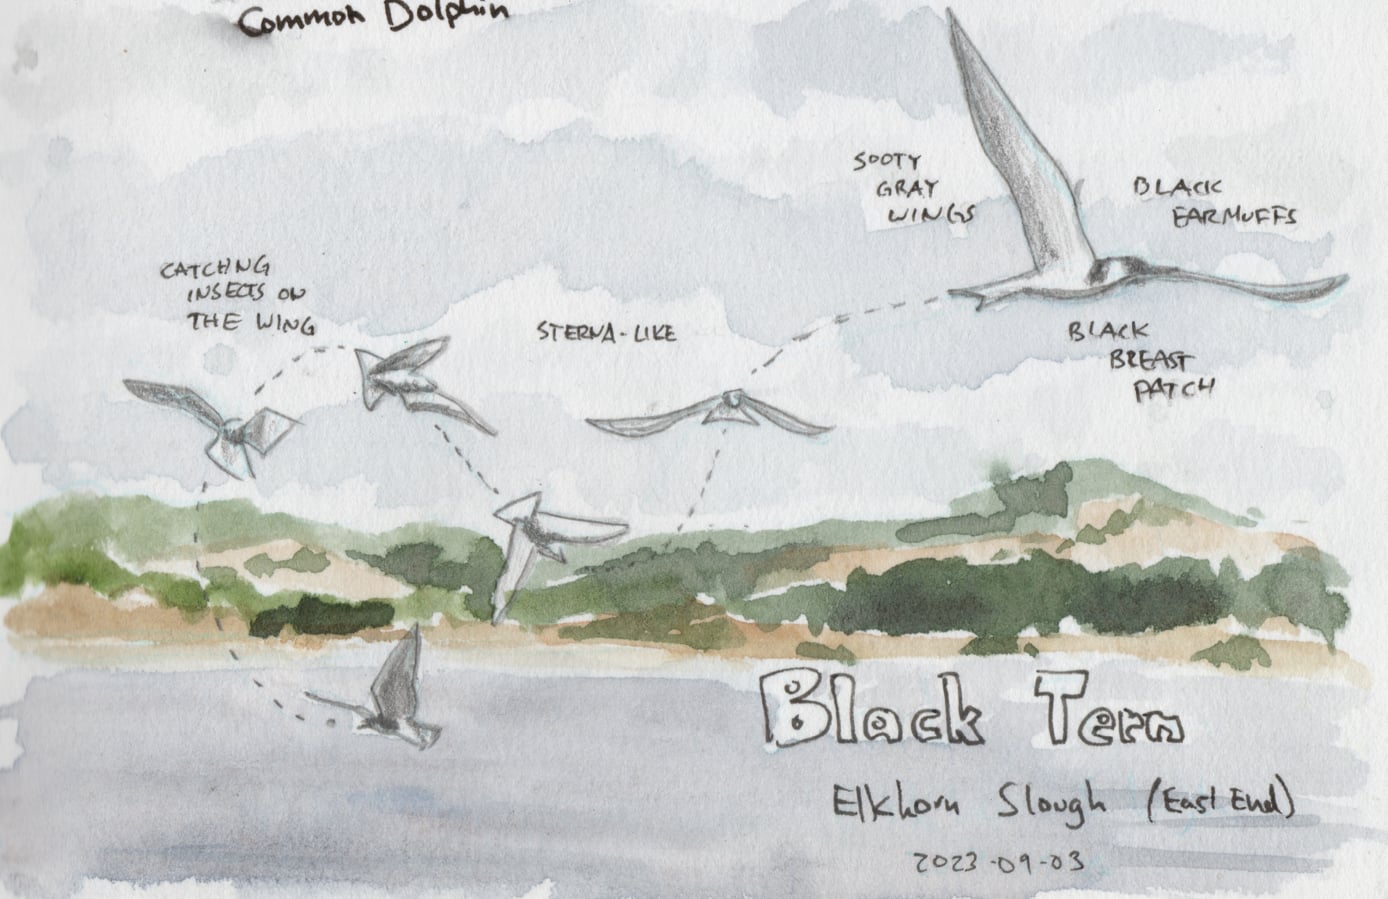 Common Dolphin
SOOTY
GRAY
WINGS
BLACK
EARMUFFS
CATCHNG
INSECTS ON
THE WING
STERNA-LIKE
BLACK
BREAST
PATCH
Black Tern
Elkhorn Slough (East End)
2023-09-03